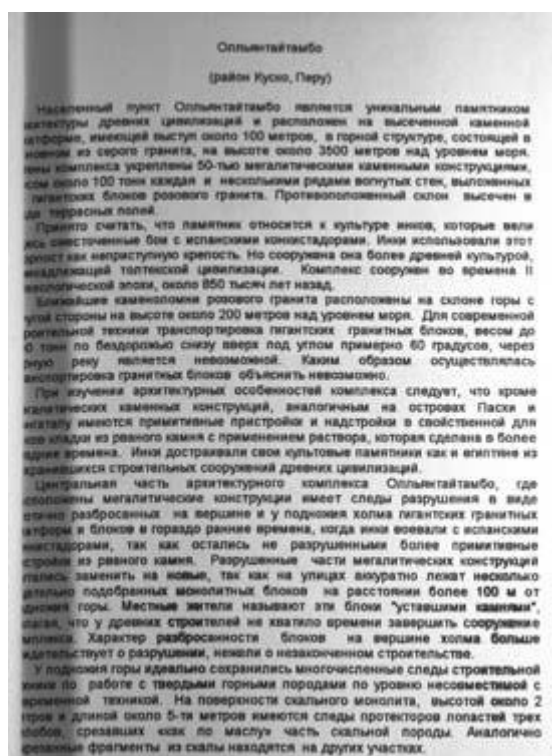 Олльянтайтамбо
(район Куско, Перу)
Населенный пункт Олльянтайтамбо является уникальным памятником
древних цивилизаций и расположен на высеченной каменной
имеющей выступ около 100 метров, в горной структуре, состоящей в
из серого гранита, на высоте около 3500 метров над уровнем моря.
комплекса укреплены 50-тью мегалитическими каменными конструкциями,
около 100 тонн каждая и несколькими рядами вогнутых стен, выложенных
гигантских блоков розового гранита. Противоположенный склон высечен в
террасных полей.
Принято считать, что памятник относится к культуре инков, которые вели
ожесточенные бои с испанскими конкистадорами. Инки использовали этот
как неприступную крепость. Но сооружена она более древней культурой,
толтекской цивилизации. Комплекс сооружен во времена II
геологической эпохи, около 850 тысяч лет назад.
Ближайшие каменоломни розового гранита расположены на склоне горы с
стороны на высоте около 200 метров над уровнем моря. Для современной
строительной техники транспортировка гигантских гранитных блоков, весом до
тонн по бездорожью снизу вверх под углом примерно 60 градусов, через
реку является невозможной. Каким образом осуществлялась
транспортировка гранитных блоков объяснить невозможно.
При изучении архитектурных особенностей комплекса следует, что кроме
каменных конструкций, аналогичным на островах Пасхи и
имеются примитивные пристройки и надстройки в свойственной для
кладки из рваного камня с применением раствора, которая сделана в более
времена. Инки достраивали свои культовые памятники как и египтяне из
сохранившихся строительных сооружений древних цивилизаций.
Центральная часть архитектурного комплекса Олльянтайтамбо, где
расположены мегалитические конструкции имеет следы разрушения в виде
разбросанных на вершине и у подножия холма гигантских гранитных
и блоков в гораздо ранние времена, когда инки воевали с испанскими
так как остались не разрушенными более примитивные
из рваного камня. Разрушенные части мегалитических конструкций
заменить на новые, так как на улицах аккуратно лежат несколько
подобранных монолитных блоков на расстоянии более 100 м от
горы. Местные жители называют эти блоки "уставшими камнями",
что у древних строителей не хватило времени завершить сооружение
Характер разбросанности блоков на вершине холма больше
о разрушении, нежели о незаконченном строительстве.
У подножия горы идеально сохранились многочисленные следы строительной
по работе с твердыми горными породами по уровню несовместимой с
техникой. На поверхности скального монолита, высотой около 2
и длиной около 5-ти метров имеются следы протекторов лопастей трех
срезавших «как по маслу» часть скальной породы. Аналогично
фрагменты из скалы находятся на других участках.